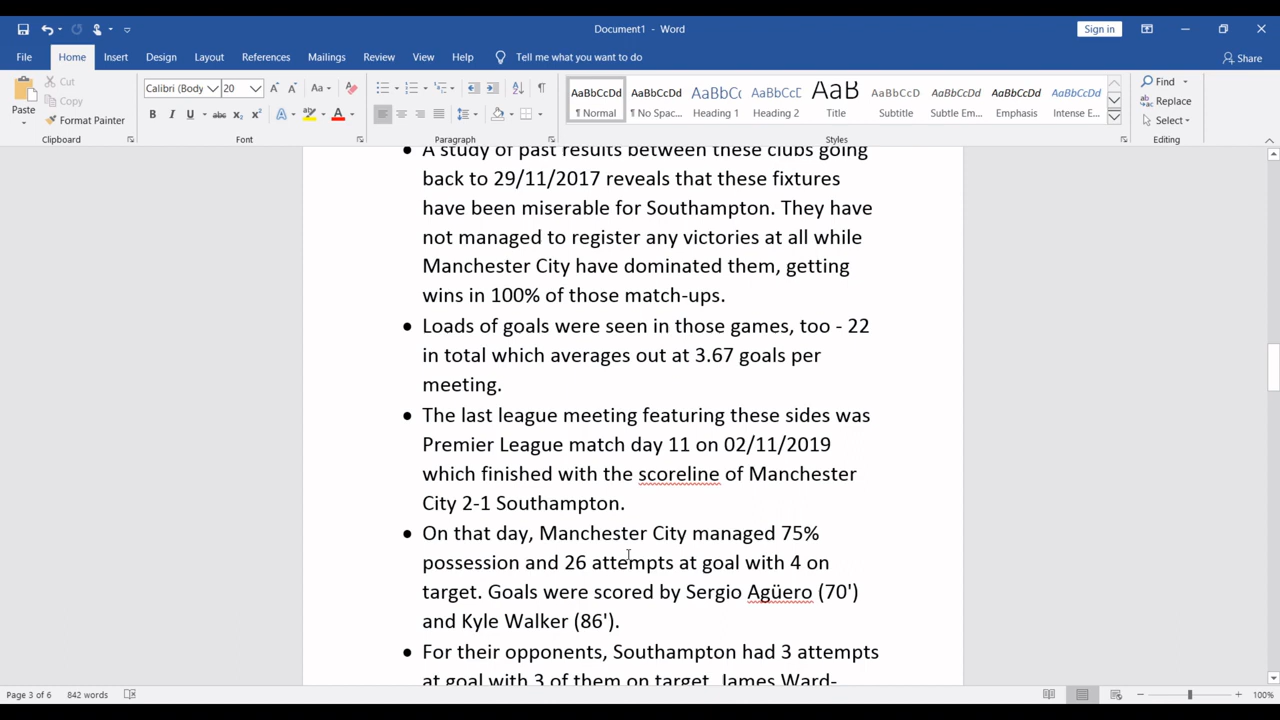 Document1 - Word
Sign in
File Home Insert Design Layout References Mailings Review View Help Tell me what you want to do
Share
Paste
Cut
Copy
Format Painter
Clipboard
Calibri (Body 20
Font
Paragraph
AaBbCcDd AaBbCcDd AaBbCc AaBbCcD AaB AaBbCcD AaBbCcDd AaBbCcDd AaBbCcDd
¶ Normal ¶ No Spac... Heading 1 Heading 2 Title Subtitle Subtle Em... Emphasis Intense E...
Styles
Find
Replace
Select
Editing
• A study of past results between these clubs going
back to 29/11/2017 reveals that these fixtures
have been miserable for Southampton. They have
not managed to register any victories at all while
Manchester City have dominated them, getting
wins in 100% of those match-ups.
• Loads of goals were seen in those games, too - 22
in total which averages out at 3.67 goals per
meeting.
• The last league meeting featuring these sides was
Premier League match day 11 on 02/11/2019
which finished with the scoreline of Manchester
City 2-1 Southampton.
• On that day, Manchester City managed 75%
possession and 26 attempts at goal with 4 on
target. Goals were scored by Sergio Agüero (70')
and Kyle Walker (86').
• For their opponents, Southampton had 3 attempts
at goal with 3 of them on target. James Ward-
Page 3 of 6 842 words
100%